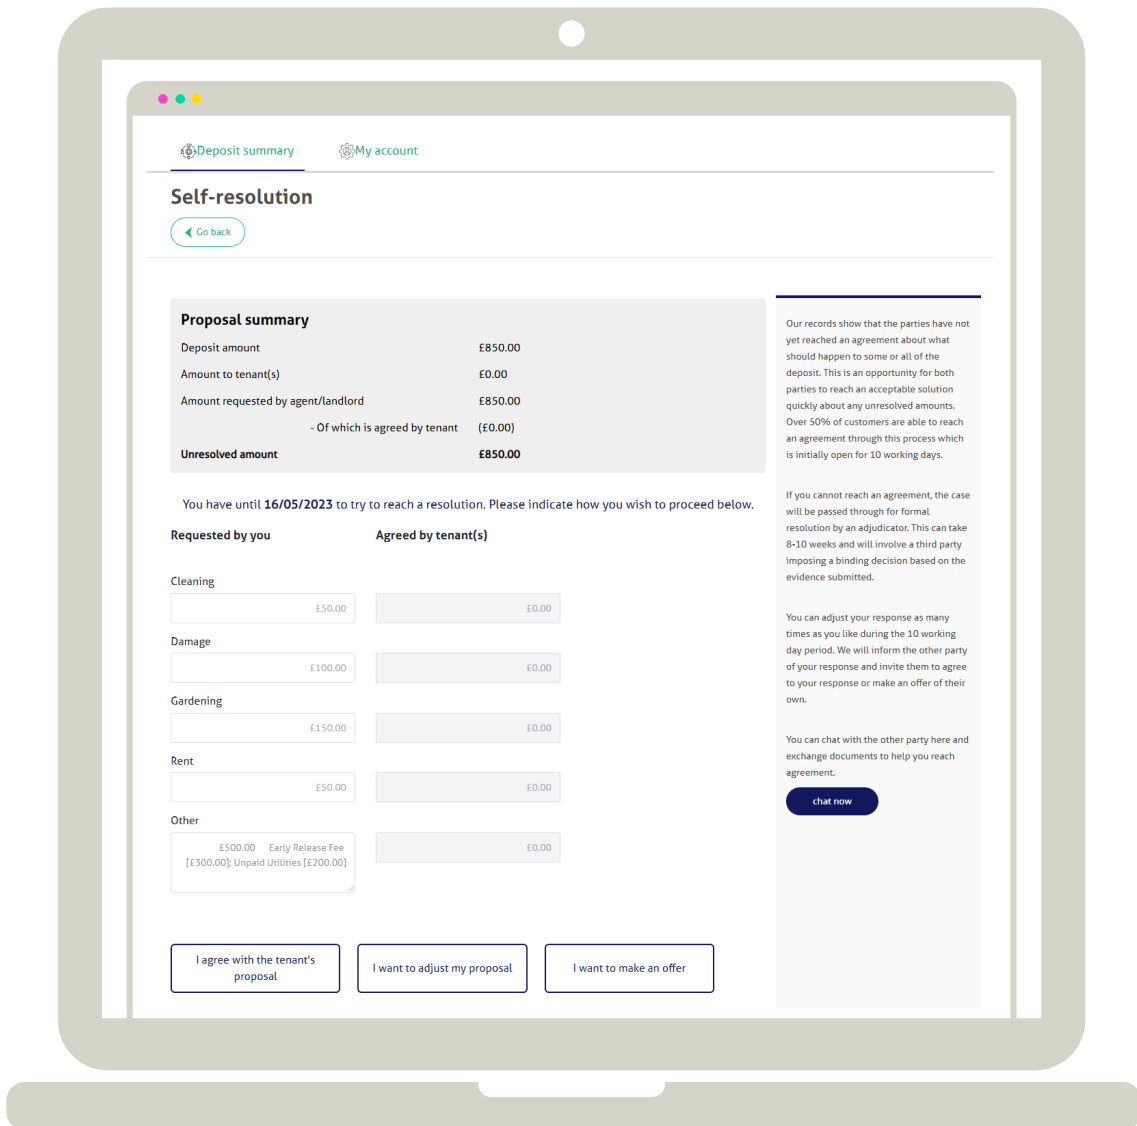 Deposit summary
My account
Self-resolution
Go back
Proposal summary
Deposit amount £850.00
Amount to tenant(s) £0.00
Amount requested by agent/landlord £850.00
- Of which is agreed by tenant (£0.00)
Unresolved amount £850.00
You have until 16/05/2023 to try to reach a resolution. Please indicate how you wish to proceed below.
Requested by you Agreed by tenant(s)
Cleaning
£50.00 £0.00
Damage
£100.00 £0.00
Gardening
£150.00 £0.00
Rent
£50.00 £0.00
Other
£500.00 Early Release Fee £0.00
[£300.00]; Unpaid Utilities [£200.00]
I agree with the tenant's
proposal
I want to adjust my proposal
I want to make an offer
Our records show that the parties have not
yet reached an agreement about what
should happen to some or all of the
deposit. This is an opportunity for both
parties to reach an acceptable solution
quickly about any unresolved amounts.
Over 50% of customers are able to reach
an agreement through this process which
is initially open for 10 working days.
If you cannot reach an agreement, the case
will be passed through for formal
resolution by an adjudicator. This can take
8-10 weeks and will involve a third party
imposing a binding decision based on the
evidence submitted.
You can adjust your response as many
times as you like during the 10 working
day period. We will inform the other party
of your response and invite them to agree
to your response or make an offer of their
own.
You can chat with the other party here and
exchange documents to help you reach
agreement.
chat now